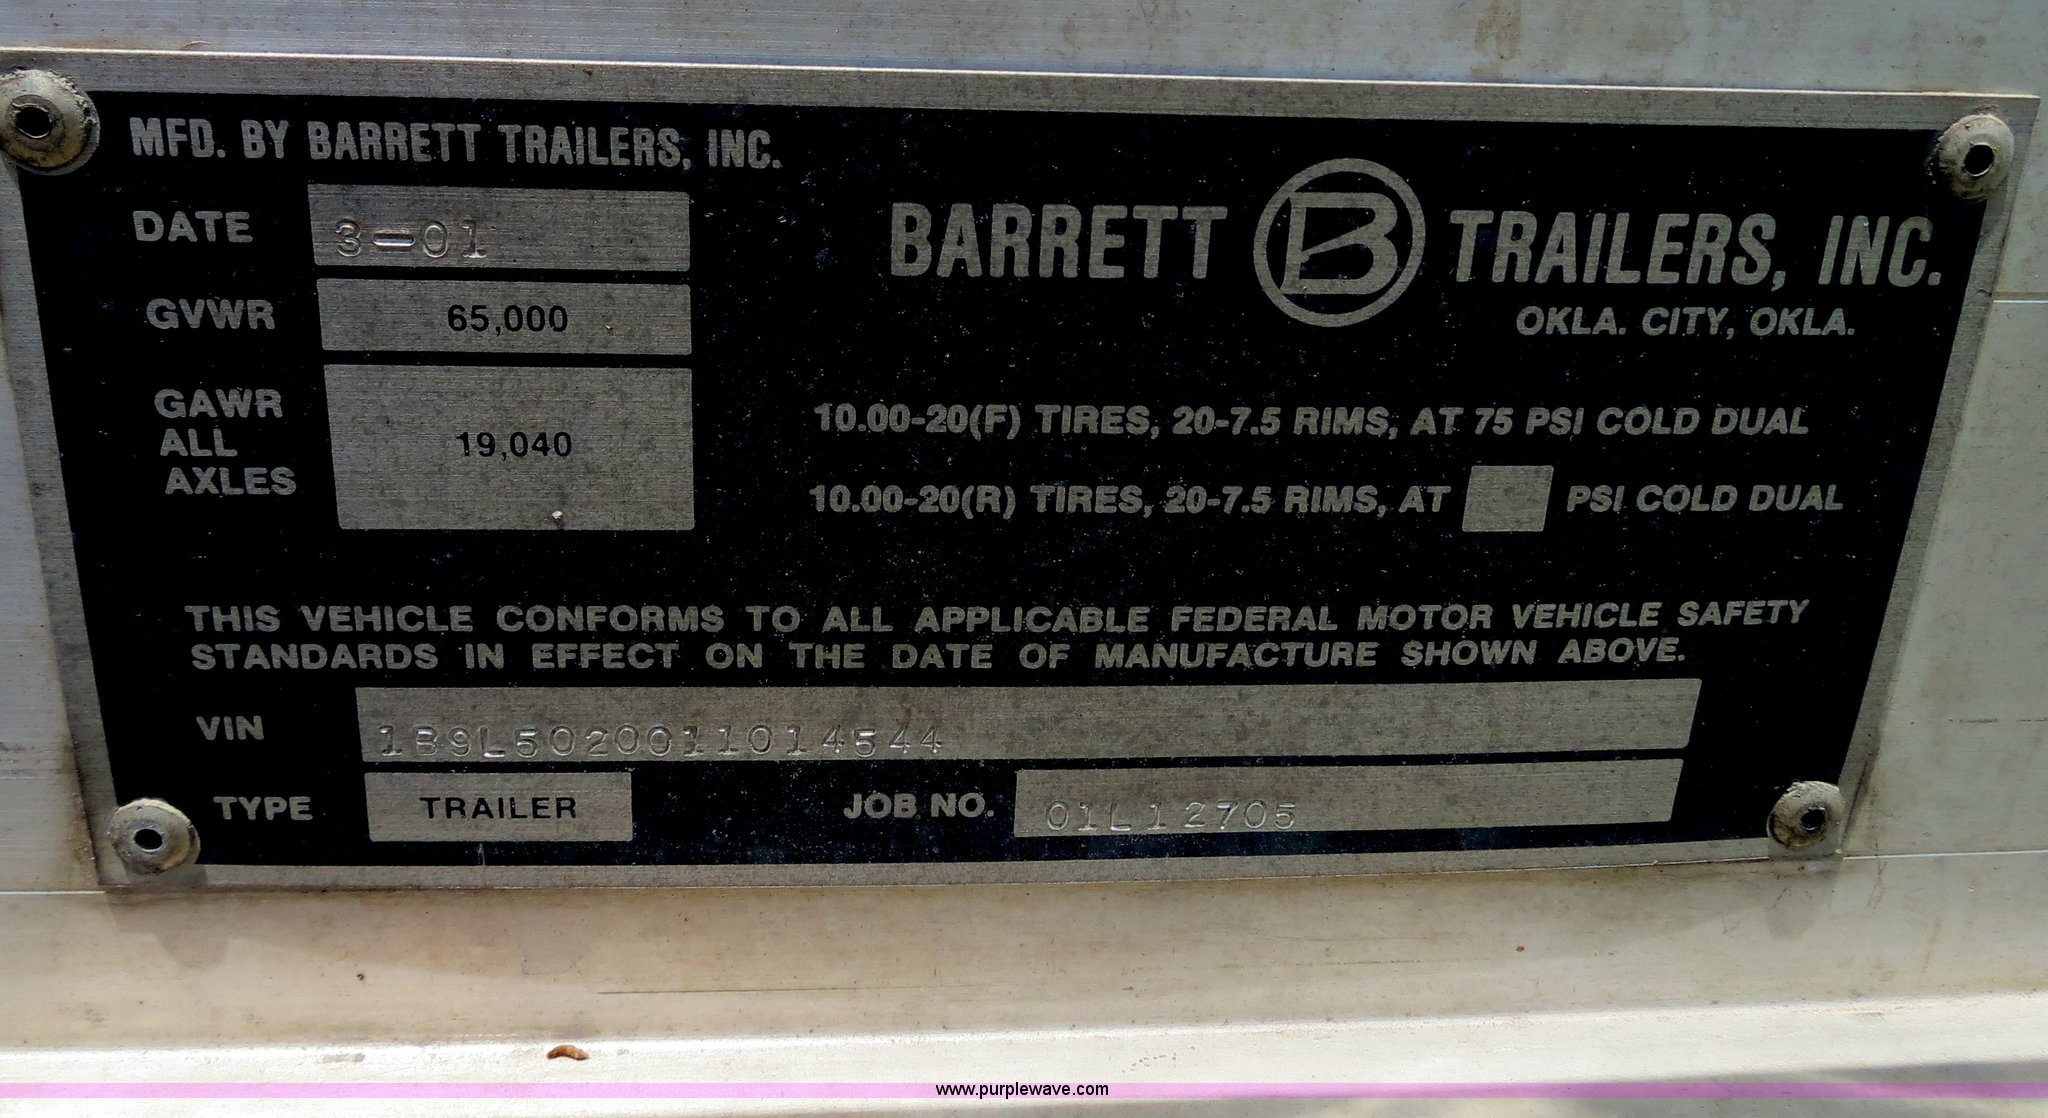 MFD. BY BARRETT TRAILERS, INC.
DATE 3-01
BARRETT B TRAILERS, INC.
OKLA. CITY, OKLA.
GVWR 65,000
GAWR
ALL
AXLES
19,040
10.00-20(F) TIRES, 20-7.5 RIMS, AT 75 PSI COLD DUAL
10.00-20(R) TIRES, 20-7.5 RIMS, AT PSI COLD DUAL
THIS VEHICLE CONFORMS TO ALL APPLICABLE FEDERAL MOTOR VEHICLE SAFETY
STANDARDS IN EFFECT ON THE DATE OF MANUFACTURE SHOWN ABOVE.
VIN 1B9L5020011014544
TYPE TRAILER JOB NO. 01L12705
www.purplewave.com